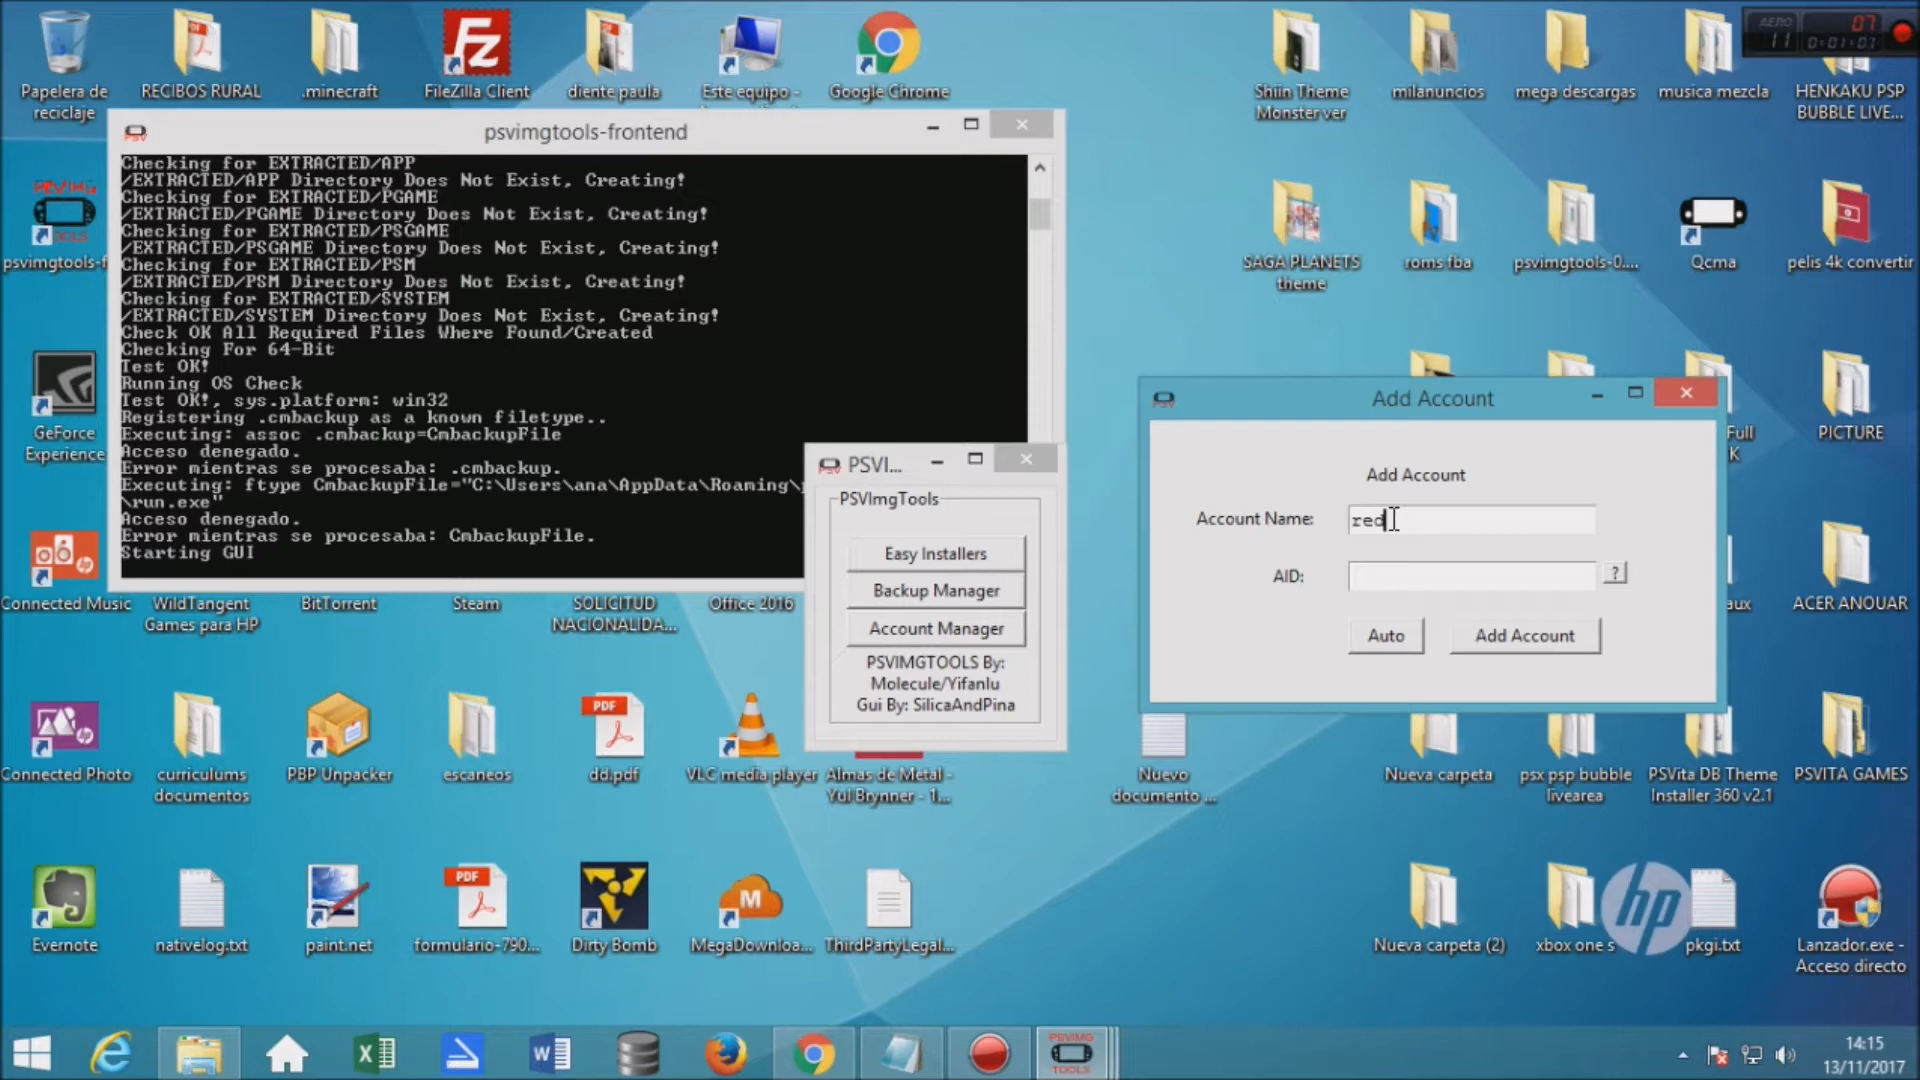 Papelera de
reciclaje
RECIBOS RURAL
.minecraft
FileZilla Client
diente paula
Este equipo -
Google Chrome
Shiin Theme
Monster ver
milanuncios
mega descargas
musica mezcla
HENKAKU PSP
BUBBLE LIVE...
AERO
11
07
0:01:07
psvimgtools-frontend
Checking for EXTRACTED/APP
/EXTRACTED/APP Directory Does Not Exist, Creating!
Checking for EXTRACTED/PGAME
/EXTRACTED/PGAME Directory Does Not Exist, Creating!
Checking for EXTRACTED/PSGAME
/EXTRACTED/PSGAME Directory Does Not Exist, Creating!
Checking for EXTRACTED/PSM
/EXTRACTED/PSM Directory Does Not Exist, Creating!
Checking for EXTRACTED/SYSTEM
/EXTRACTED/SYSTEM Directory Does Not Exist, Creating!
Check OK All Required Files Where Found/Created
Checking For 64-Bit
Test OK!
Running OS Check
Test OK!, sys.platform: win32
Registering .cmbackup as a known filetype..
Executing: assoc .cmbackup=CmbackupFile
Acceso denegado.
Error mientras se procesaba: .cmbackup.
Executing: ftype CmbackupFile="C:\Users\ana\AppData\Roaming\
\run.exe"
Acceso denegado.
Error mientras se procesaba: CmbackupFile.
Starting GUI
psvimgtools-f
SAGA PLANETS
theme
roms fba
psvimgtools-0....
Qcma
pelis 4k convertir
GeForce
Experience
PSVI...
PSVImgTools
Easy Installers
Backup Manager
Account Manager
PSVIMGTOOLS By:
Molecule/Yifanlu
Gui By: SilicaAndPina
Add Account
Add Account
Account Name:
red
AID:
?
Auto
Add Account
Full
K
PICTURE
Connected Music
WildTangent
Games para HP
BitTorrent
Steam
SOLICITUD
NACIONALIDA...
Office 2016
aux
ACER ANOUAR
Connected Photo
curriculums
documentos
PBP Unpacker
escaneos
PDF
dd.pdf
VLC media player
Almas de Metal -
Yul Brynner - 1...
Nuevo
documento ...
Nueva carpeta
psx psp bubble
livearea
PSVita DB Theme
Installer 360 v2.1
PSVITA GAMES
Evernote
nativelog.txt
paint.net
PDF
formulario-790...
Dirty Bomb
M
MegaDownloa...
ThirdPartyLegal...
Nueva carpeta (2)
xbox one s
hp
pkgi.txt
Lanzador.exe -
Acceso directo
PSVIMG
TOOLS
14:15
13/11/2017